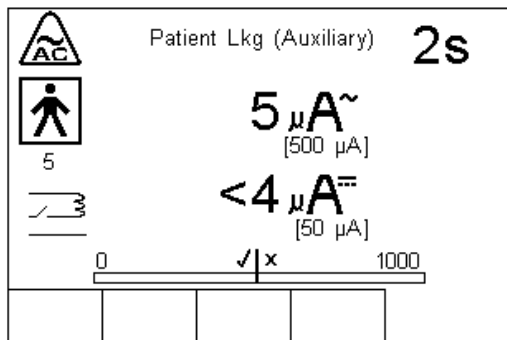 AC
Patient Lkg (Auxiliary)
2s
5 µA~
[500 µA]
5
<4 µA⎓
[50 µA]
0 ✓ x 1000